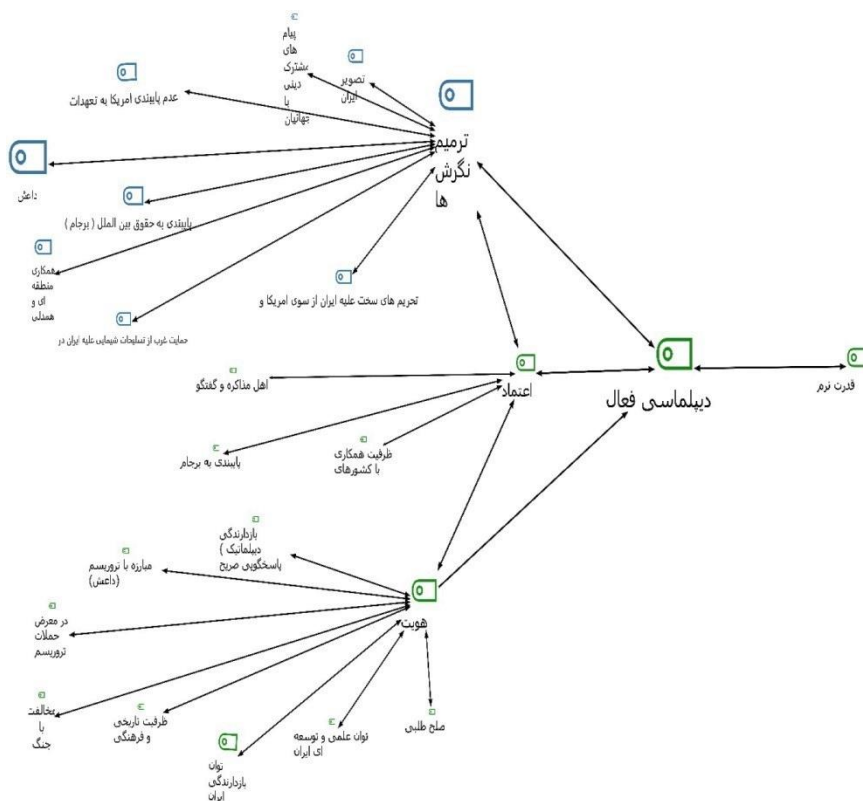 پیام
های
مشترک
دینی
با
جهانیان
تصویر
ایران
عدم پایبندی امریکا به تعهدات
ترمیم
نگرش
ها
داعش
پایبندی به حقوق بین الملل ( برجام )
همکاری
منطقه
ای و
همدلی
تحریم های سخت علیه ایران از سوی امریکا و
حمایت غرب از تسلیحات شیمیایی علیه ایران در
اهل مذاکره و گفتگو
اعتماد
دیپلماسی فعال
قدرت نرم
پایبندی به برجام
ظرفیت همکاری
با کشورهای
بازدارندگی
دیپلماتیک (
پاسخگویی صریح
مبارزه با تروریسم
(داعش)
هویت
در معرض
حملات
تروریسم
مخالفت
با
جنگ
ظرفیت تاریخی
و فرهنگی
توان
بازدارندگی
ایران
توان علمی و توسعه
ای ایران
صلح طلبی